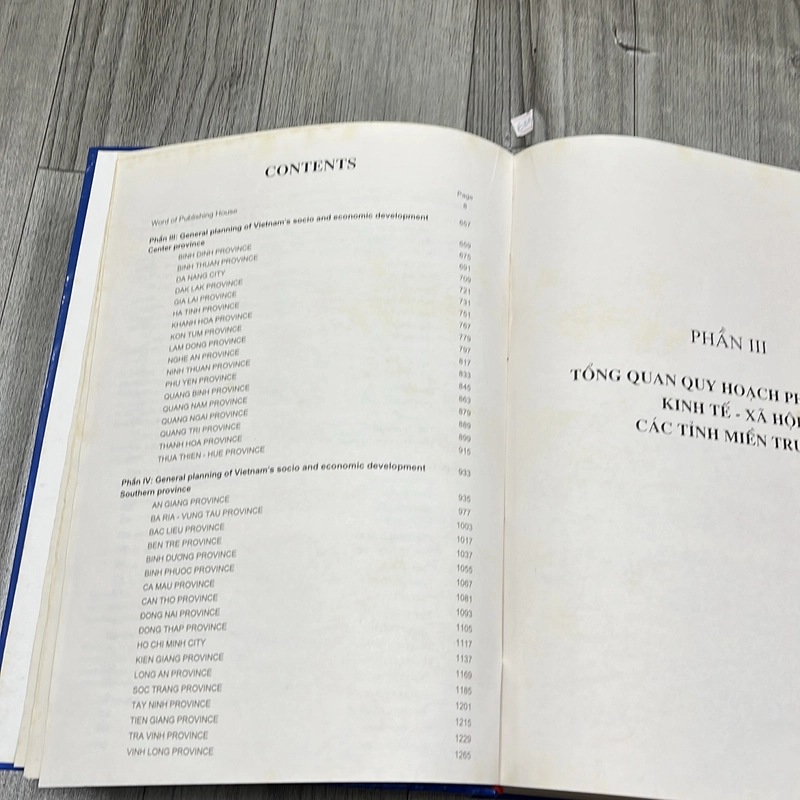 CONTENTS
Page
Word of Publishing House
Phần III: General planning of Vietnam's socio and economic development 657
Center province
BINH DINH PROVINCE 659
BINH THUAN PROVINCE 675
DA NANG CITY 691
DAK LAK PROVINCE 709
GIA LAI PROVINCE 721
HA TINH PROVINCE 731
KHANH HOA PROVINCE 751
KON TUM PROVINCE 767
LAM DONG PROVINCE 779
NGHE AN PROVINCE 797
NINH THUAN PROVINCE 817
PHU YEN PROVINCE 833
QUANG BINH PROVINCE 845
QUANG NAM PROVINCE 863
QUANG NGAI PROVINCE 879
QUANG TRI PROVINCE 889
THANH HOA PROVINCE 899
THUA THIEN - HUE PROVINCE 915
Phần IV: General planning of Vietnam's socio and economic development 933
Southern province
AN GIANG PROVINCE 935
BA RIA - VUNG TAU PROVINCE 977
BAC LIEU PROVINCE 1003
BEN TRE PROVINCE 1017
BINH DUONG PROVINCE 1037
BINH PHUOC PROVINCE 1055
CA MAU PROVINCE 1067
CAN THO PROVINCE 1081
DONG NAI PROVINCE 1093
DONG THAP PROVINCE 1105
HO CHI MINH CITY 1117
KIEN GIANG PROVINCE 1137
LONG AN PROVINCE 1169
SOC TRANG PROVINCE 1185
TAY NINH PROVINCE 1201
TIEN GIANG PROVINCE 1215
TRA VINH PROVINCE 1229
VINH LONG PROVINCE 1265
PHẦN III
TỔNG QUAN QUY HOẠCH PH
KINH TẾ - XÃ HỘI
CÁC TỈNH MIỀN TRU